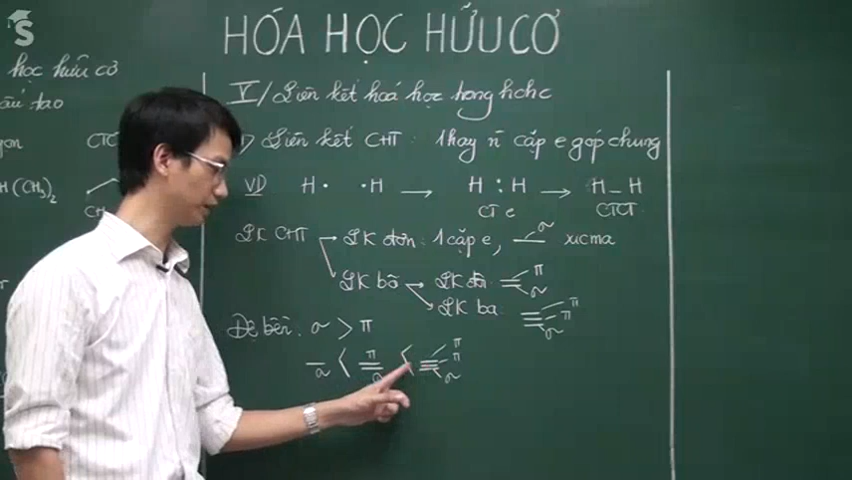 S
HÓA HỌC HỮU CƠ
học hữu cơ
cấu tạo
CTCT
H(CH₃)₂
CH
V/ Liên kết hoá học trong hchc
1) Liên kết CHT: 1 hay n cặp e góp chung
VD H· ·H → H : H → H – H
CT e CTCT
LK CHT → LK đơn: 1 cặp e, —σ xicma
→ LK bội → LK đôi = π σ
→ LK ba ≡ π π σ
Độ bền: σ > π
— σ < = π σ < ≡ π π σ